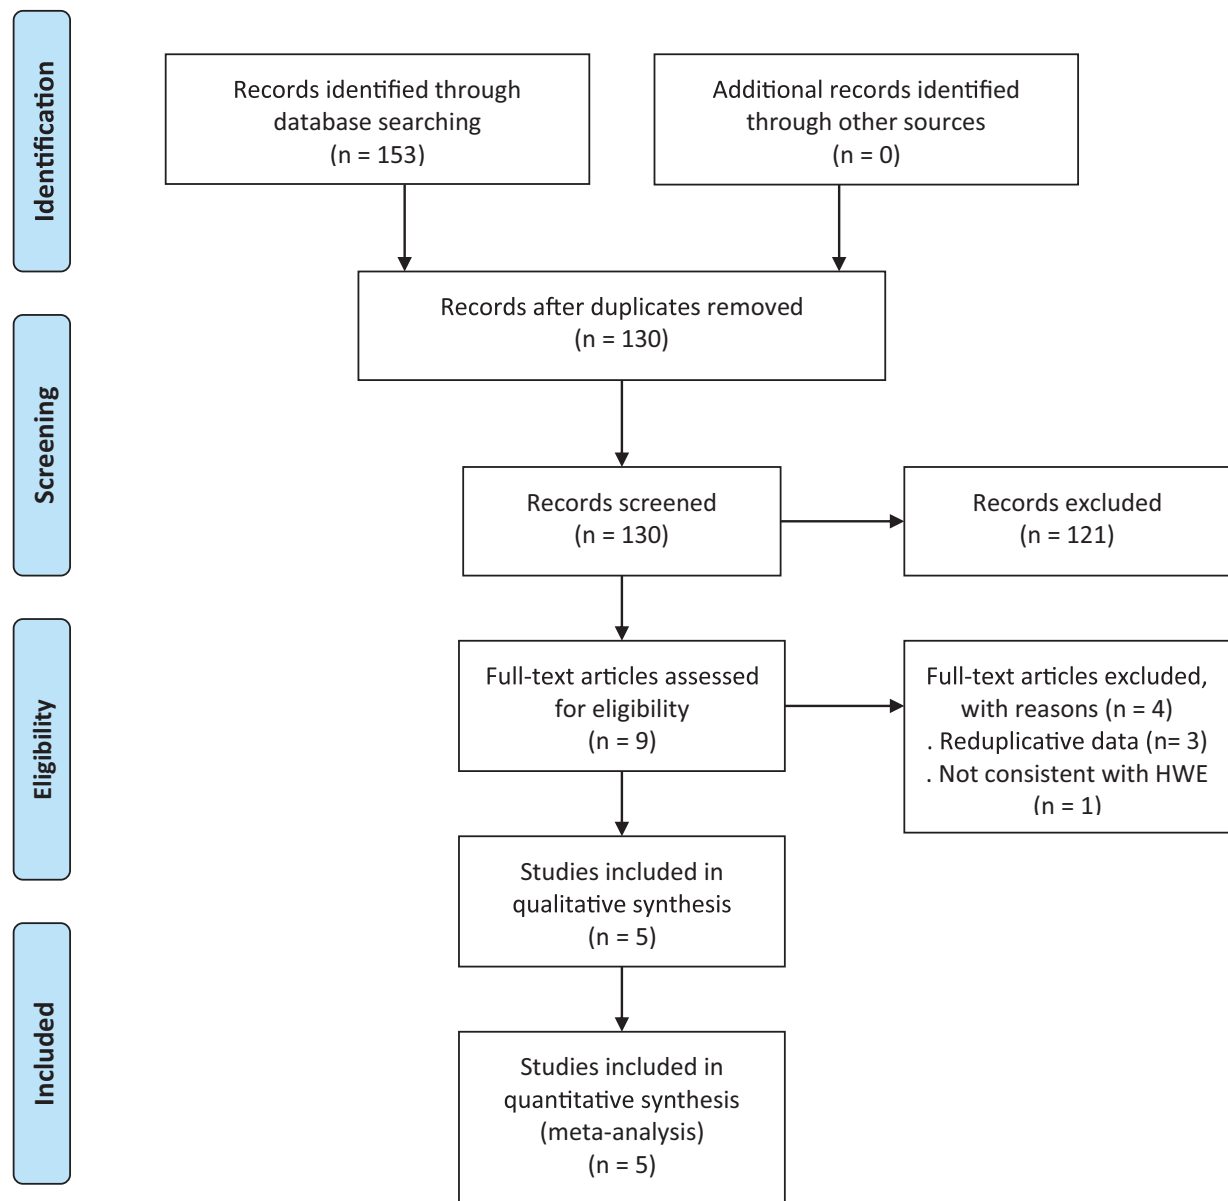 Identification
Records identified through
database searching
(n = 153)
Additional records identified
through other sources
(n = 0)
Records after duplicates removed
(n = 130)
Screening
Records screened
(n = 130)
Records excluded
(n = 121)
Eligibility
Full-text articles assessed
for eligibility
(n = 9)
Full-text articles excluded,
with reasons (n = 4)
. Reduplicative data (n= 3)
. Not consistent with HWE
(n = 1)
Studies included in
qualitative synthesis
(n = 5)
Included
Studies included in
quantitative synthesis
(meta-analysis)
(n = 5)